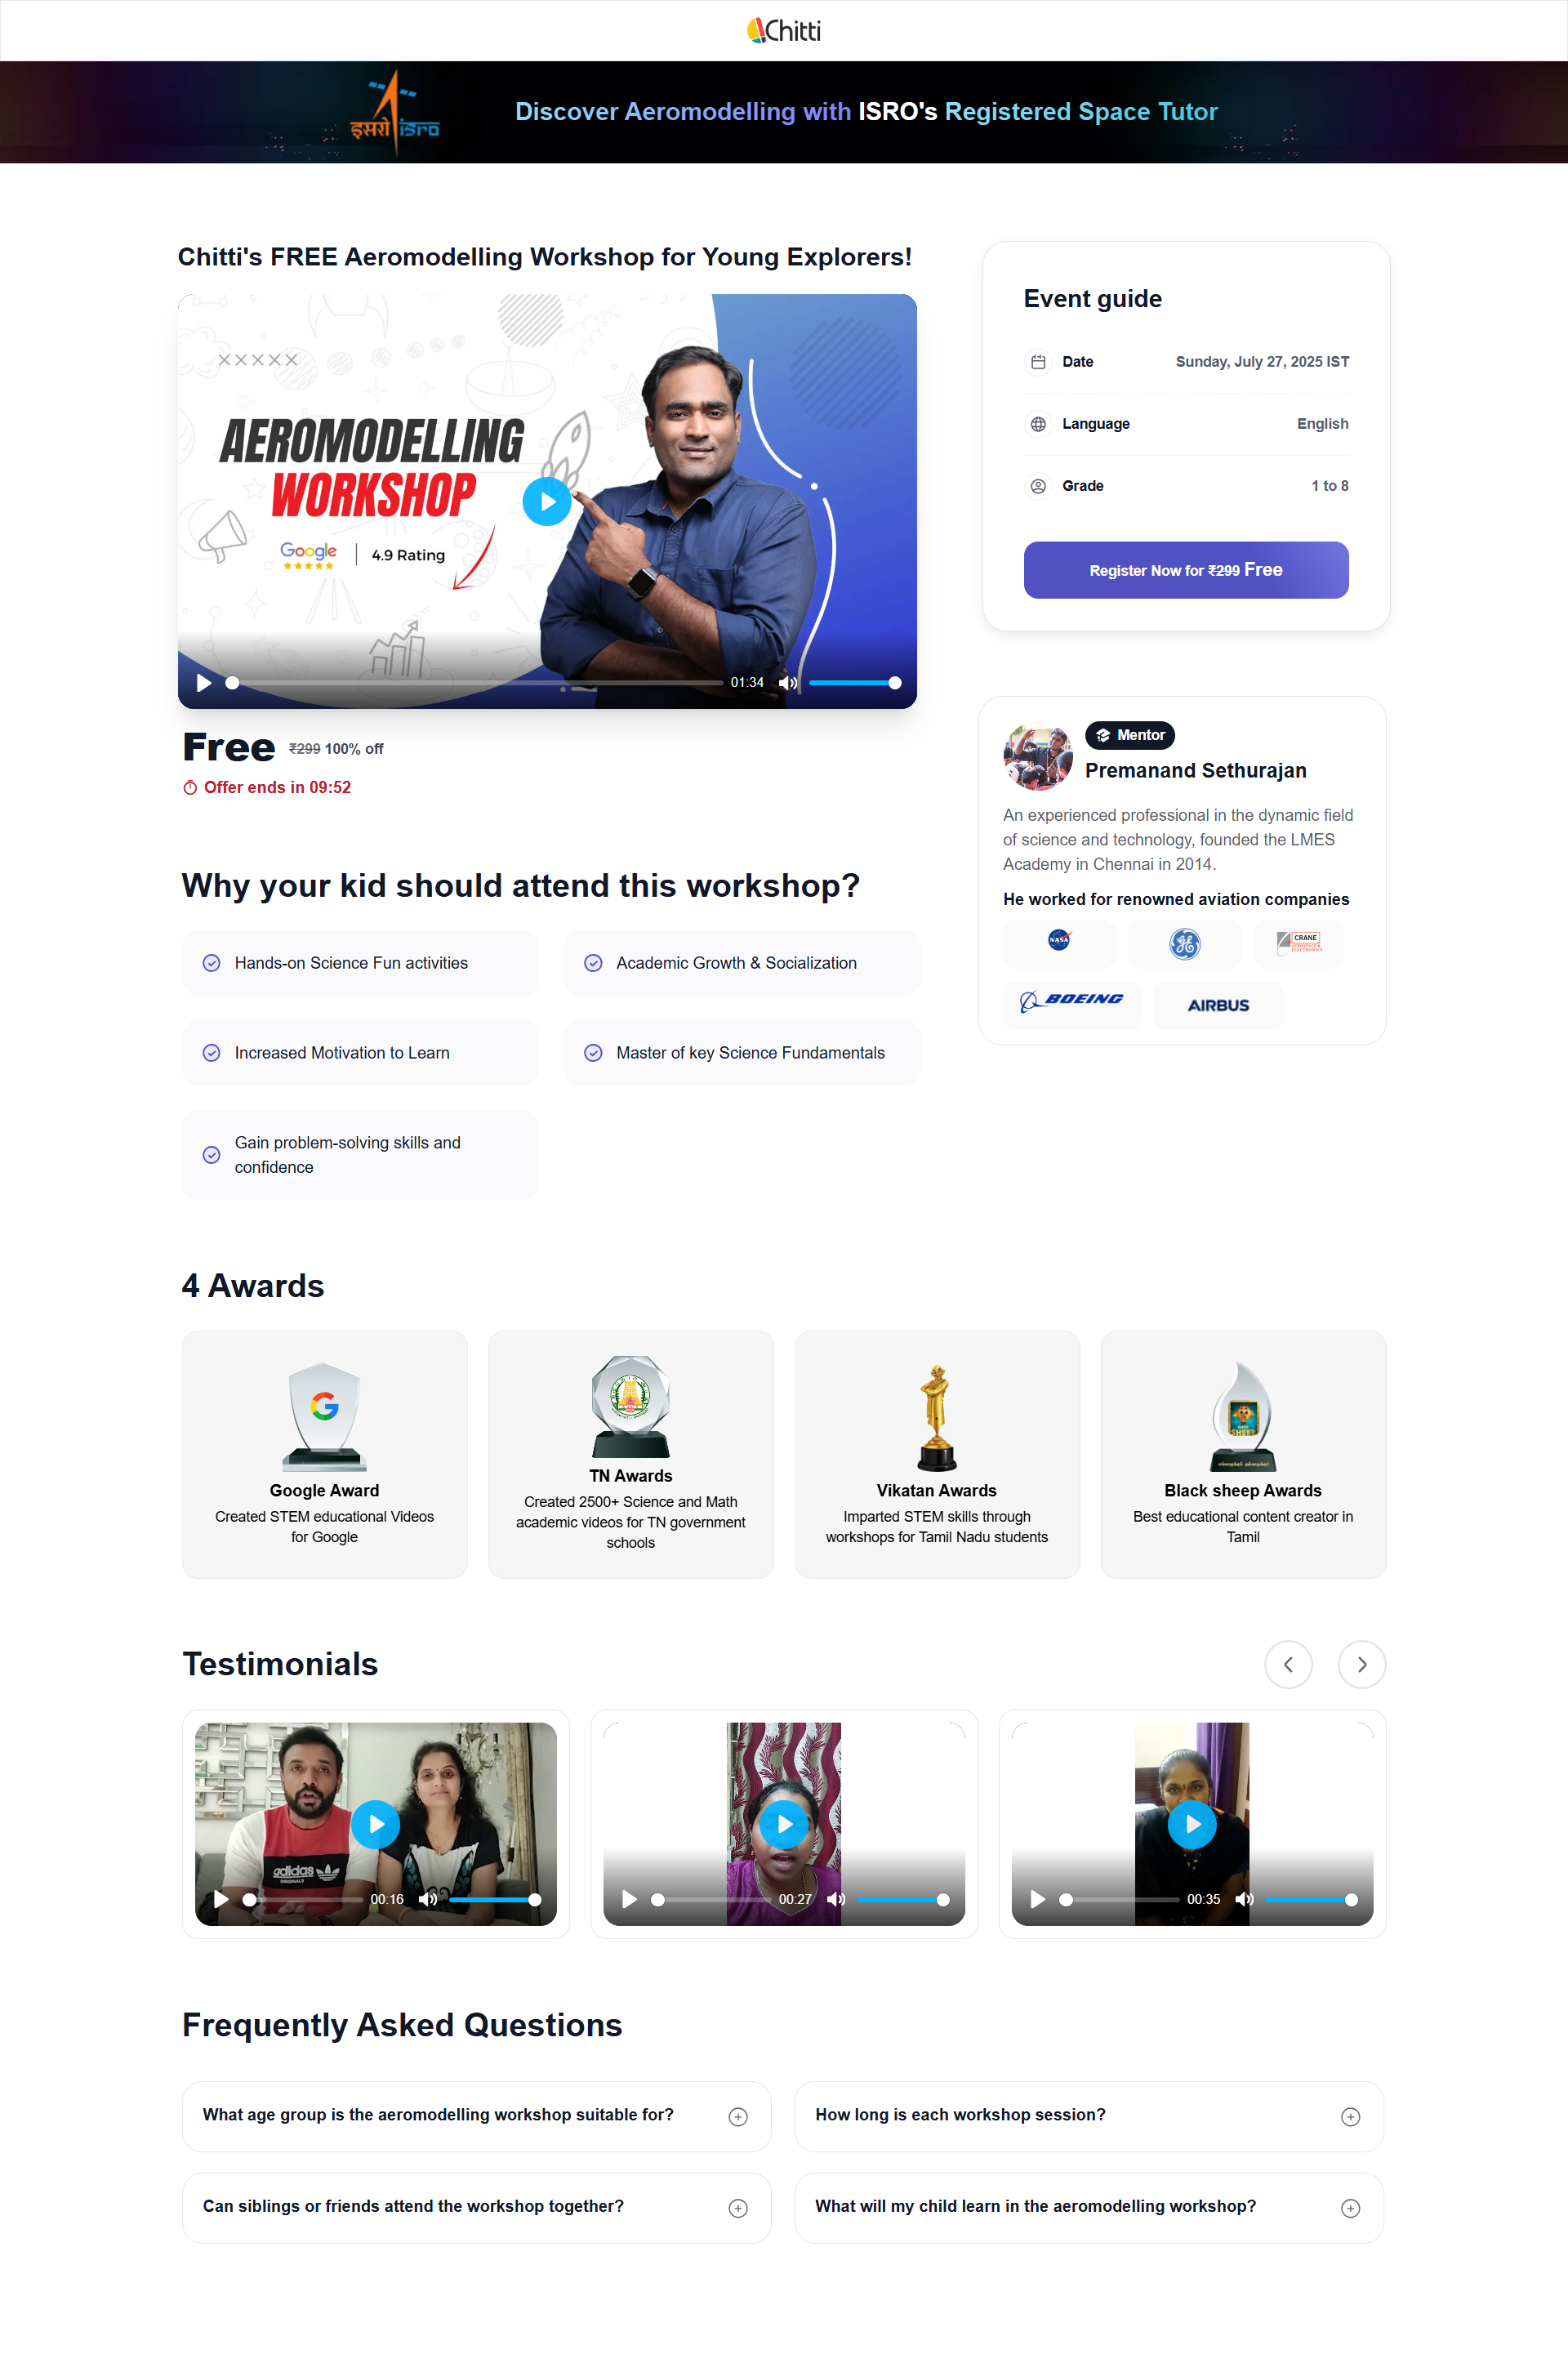 Chitti
इसरो isro
Discover Aeromodelling with ISRO's Registered Space Tutor
Chitti's FREE Aeromodelling Workshop for Young Explorers!
AEROMODELLING
WORKSHOP
Google
4.9 Rating
01:34
Free ₹299 100% off
Offer ends in 09:52
Event guide
Date Sunday, July 27, 2025 IST
Language English
Grade 1 to 8
Register Now for ₹299 Free
Mentor
Premanand Sethurajan
An experienced professional in the dynamic field
of science and technology, founded the LMES
Academy in Chennai in 2014.
He worked for renowned aviation companies
NASA
GE
CRANE
AEROSPACE &
ELECTRONICS
BOEING
AIRBUS
Why your kid should attend this workshop?
Hands-on Science Fun activities
Academic Growth & Socialization
Increased Motivation to Learn
Master of key Science Fundamentals
Gain problem-solving skills and
confidence
4 Awards
G
Google Award
Created STEM educational Videos
for Google
TN Awards
Created 2500+ Science and Math
academic videos for TN government
schools
Vikatan Awards
Imparted STEM skills through
workshops for Tamil Nadu students
SHEEP
Black sheep Awards
Best educational content creator in
Tamil
Testimonials
adidas
ORIGINALS
00:16
00:27
00:35
Frequently Asked Questions
What age group is the aeromodelling workshop suitable for?
How long is each workshop session?
Can siblings or friends attend the workshop together?
What will my child learn in the aeromodelling workshop?